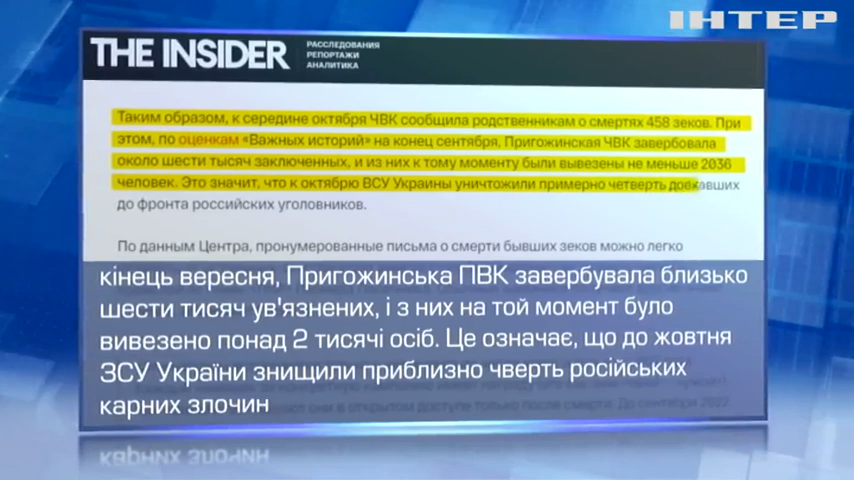 ІНТЕР
THE INSIDER
РАССЛЕДОВАНИЯ
РЕПОРТАЖИ
АНАЛИТИКА
Таким образом, к середине октября ЧВК сообщила родственникам о смертях 458 зеков. При
этом, по оценкам «Важных историй» на конец сентября, Пригожинская ЧВК завербовала
около шести тысяч заключенных, и из них к тому моменту были вывезены не меньше 2036
человек. Это значит, что к октябрю ВСУ Украины уничтожили примерно четверть доехавших
до фронта российских уголовников.
По данным Центра, пронумерованные письма о смерти бывших зеков можно легко
кінець вересня, Пригожинська ПВК завербувала близько
шести тисяч ув'язнених, і з них на той момент було
вивезено понад 2 тисячі осіб. Це означає, що до жовтня
ЗСУ України знищили приблизно чверть російських
карних злочин